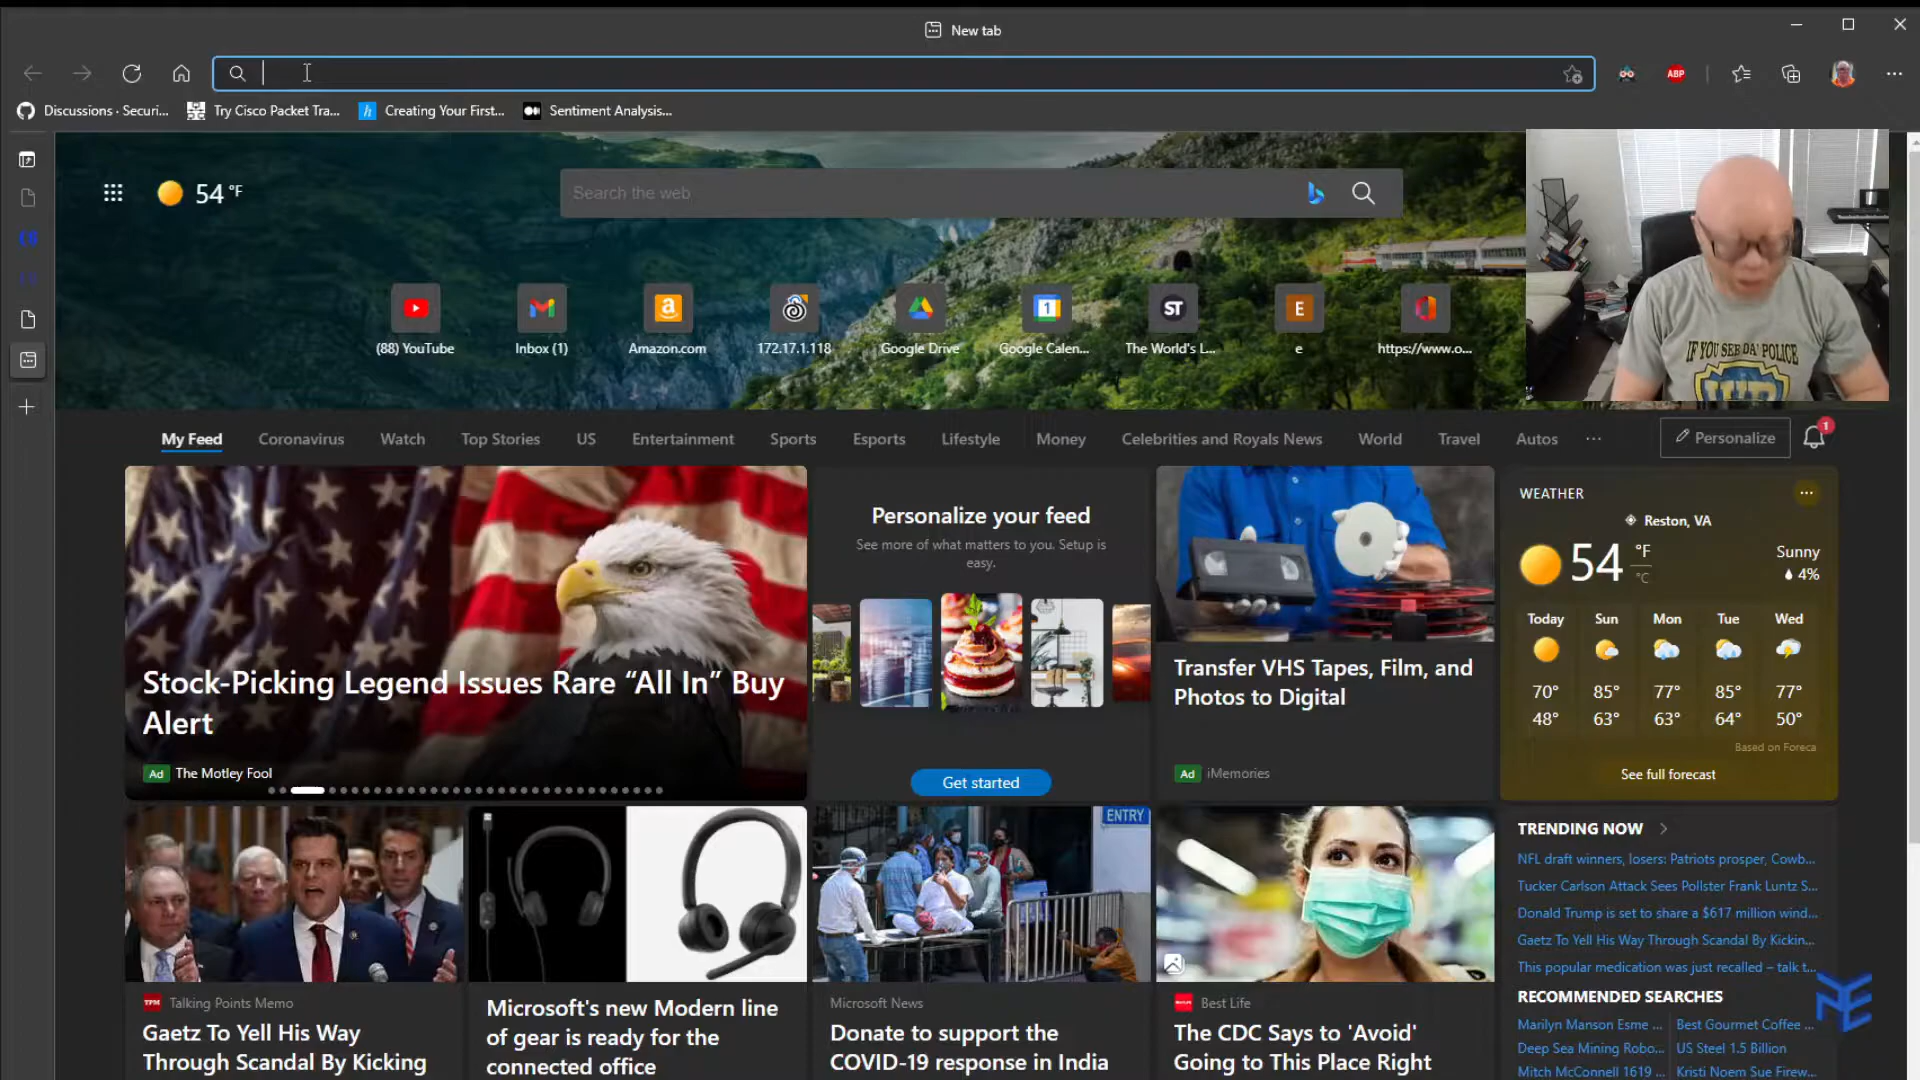 New tab
ABP
Discussions · Securi...
Try Cisco Packet Tra...
Creating Your First...
Sentiment Analysis...
54 °F
Search the web
(88) YouTube
Inbox (1)
Amazon.com
172.17.1.118
Google Drive
1
Google Calen...
ST
The World's L...
E
e
https://www.o...
IF YOU SEE DA' POLICE
My Feed
Coronavirus
Watch
Top Stories
US
Entertainment
Sports
Esports
Lifestyle
Money
Celebrities and Royals News
World
Travel
Autos
Personalize
1
Stock-Picking Legend Issues Rare “All In” Buy
Alert
Ad The Motley Fool
Personalize your feed
See more of what matters to you. Setup is
easy.
Get started
Transfer VHS Tapes, Film, and
Photos to Digital
Ad iMemories
WEATHER
Reston, VA
54 °F
°C
Sunny
4%
Today Sun Mon Tue Wed
70° 85° 77° 85° 77°
48° 63° 63° 64° 50°
Based on Foreca
See full forecast
TPM Talking Points Memo
Gaetz To Yell His Way
Through Scandal By Kicking
Microsoft's new Modern line
of gear is ready for the
connected office
ENTRY
Microsoft News
Donate to support the
COVID-19 response in India
Best Life
The CDC Says to 'Avoid'
Going to This Place Right
TRENDING NOW
NFL draft winners, losers: Patriots prosper, Cowb...
Tucker Carlson Attack Sees Pollster Frank Luntz S...
Donald Trump is set to share a $617 million wind...
Gaetz To Yell His Way Through Scandal By Kickin...
This popular medication was just recalled – talk t...
RECOMMENDED SEARCHES
Marilyn Manson Esme ...
Best Gourmet Coffee ...
Deep Sea Mining Robo...
US Steel 1.5 Billion
Mitch McConnell 1619 ...
Kristi Noem Sue Firew...